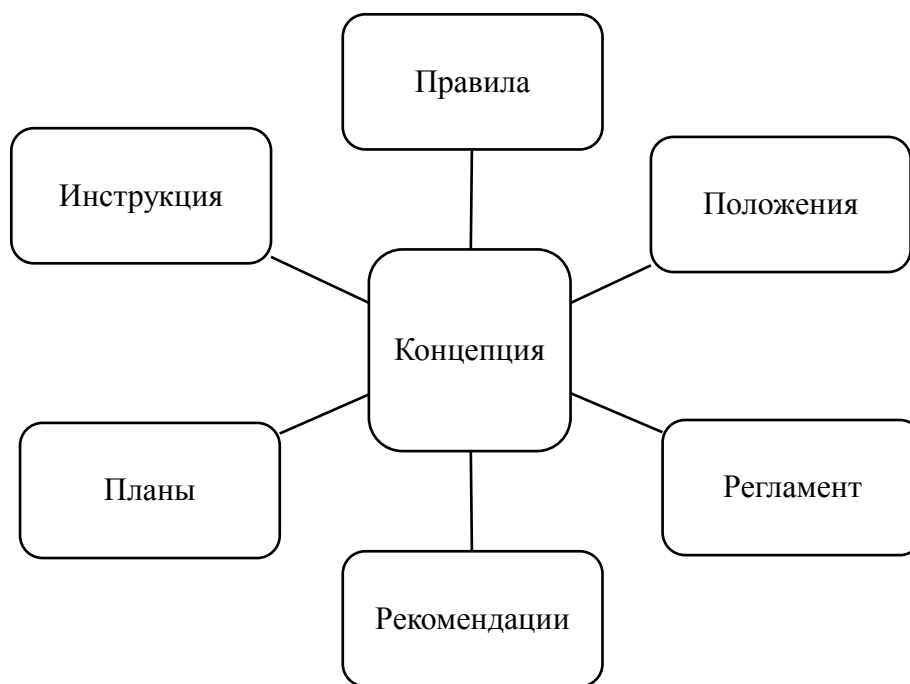 Правила
Инструкция
Положения
Концепция
Планы
Регламент
Рекомендации